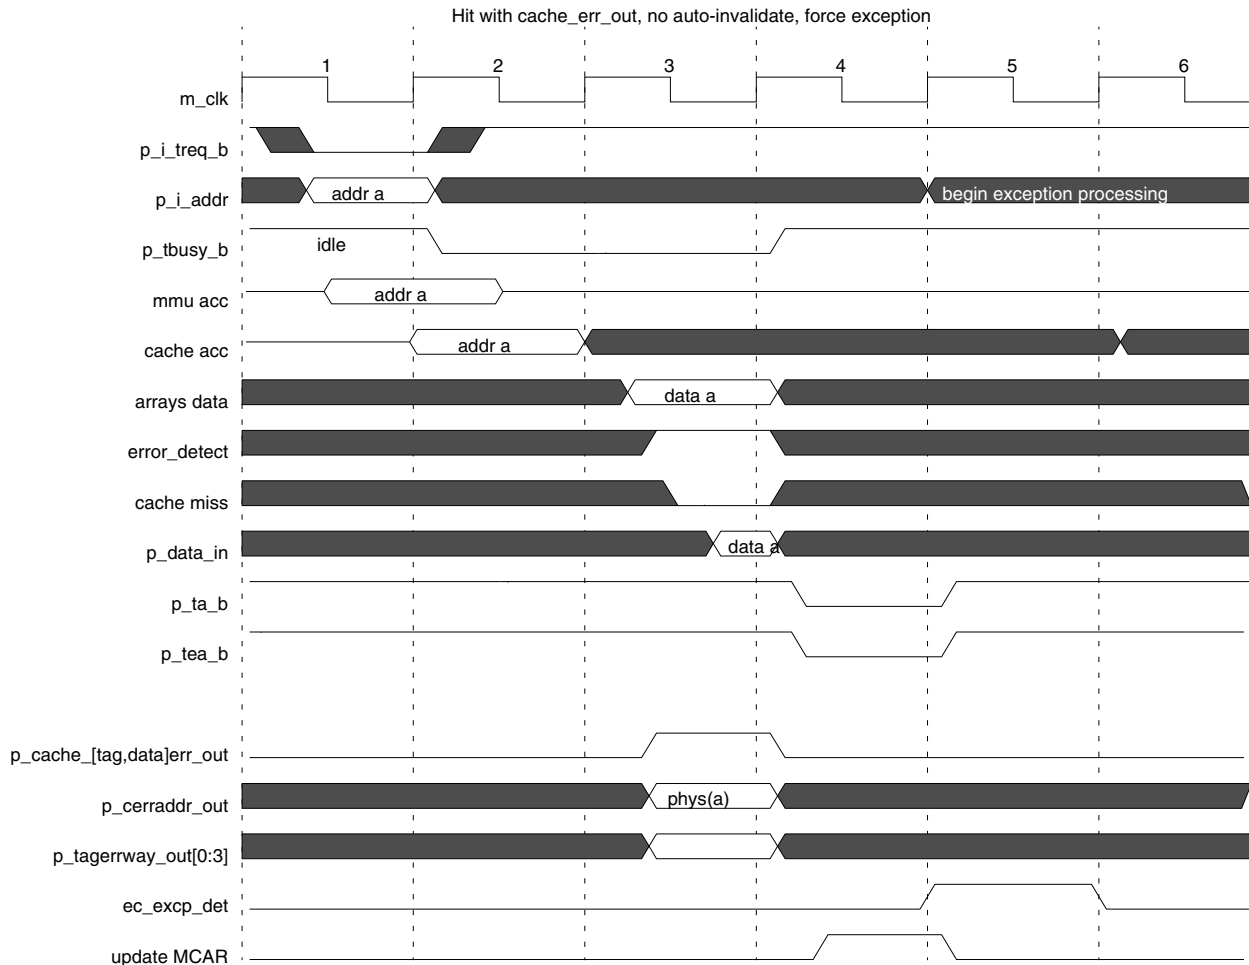 Hit with cache_err_out, no auto-invalidate, force exception
1 2 3 4 5 6
m_clk
p_i_treq_b
p_i_addr addr a begin exception processing
p_tbusy_b idle
mmu acc addr a
cache acc addr a
arrays data data a
error_detect
cache miss
p_data_in data a
p_ta_b
p_tea_b
p_cache_[tag,data]err_out
p_cerraddr_out phys(a)
p_tagerrway_out[0:3]
ec_excp_det
update MCAR